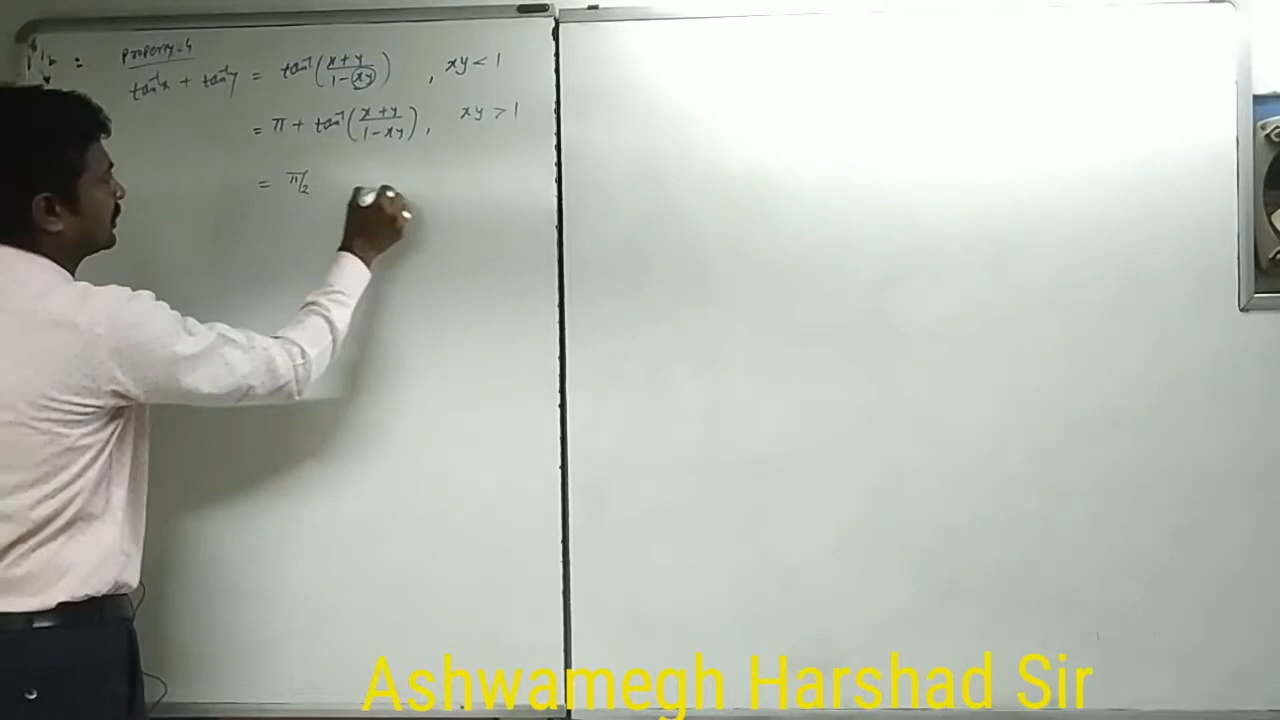 Property-4
tan⁻¹x + tan⁻¹y = tan⁻¹(x+y/1-xy) , xy < 1
= π + tan⁻¹(x+y/1-xy) , xy > 1
= π/2
Ashwamegh Harshad Sir